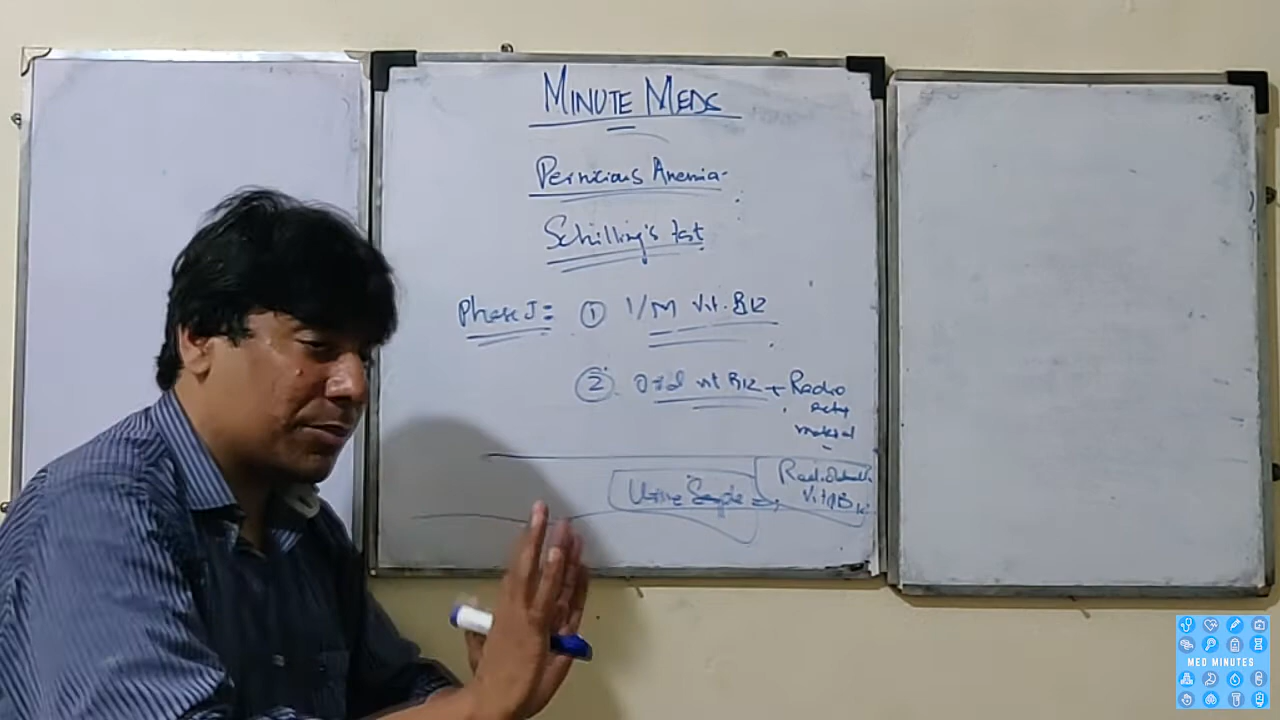 MINUTE MEDS
Pernicious Anemia
Schilling's test
Phase I: ① I/M Vit. B12
② Oral vit B12 + Radio
active
material
Urine Sample
Vit B12
MED MINUTES